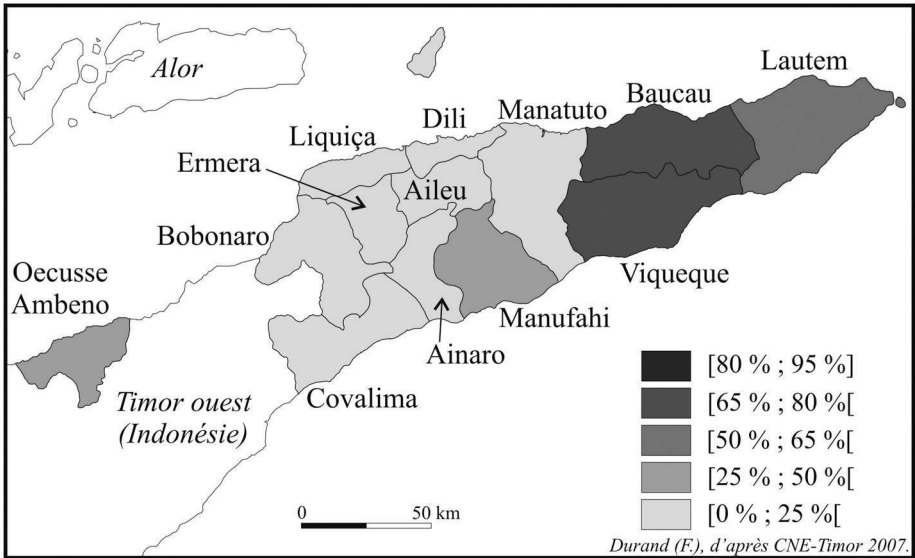 Alor
Lautem
Baucau
Manatuto
Dili
Liquiça
Ermera
Aileu
Bobonaro
Oecusse
Ambeno
Viqueque
Manufahi
Ainaro
Covalima
Timor ouest
(Indonésie)
[80 % ; 95 %]
[65 % ; 80 %[
[50 % ; 65 %[
[25 % ; 50 %[
[0 % ; 25 %[
0 50 km
Durand (F.), d'après CNE-Timor 2007.